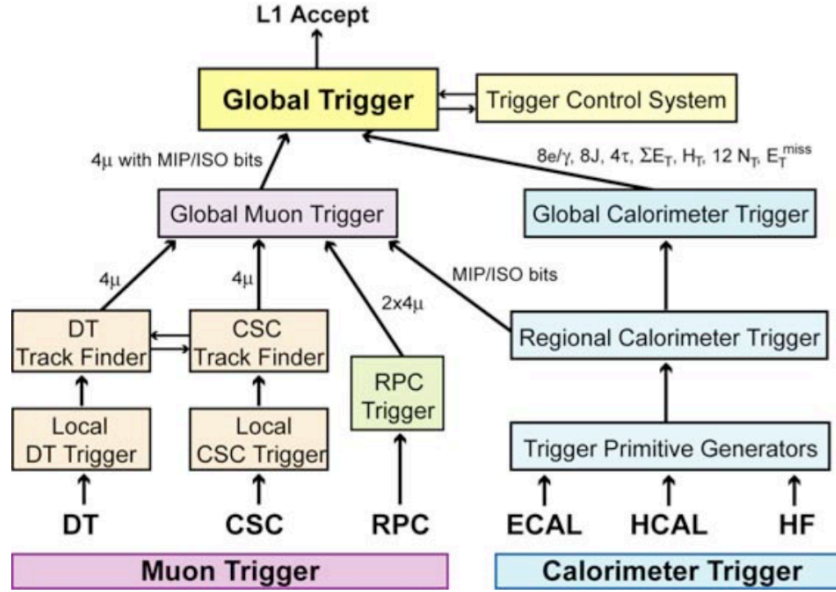 L1 Accept
Global Trigger
Trigger Control System
4μ with MIP/ISO bits
8e/γ, 8J, 4τ, ΣE_T, H_T, 12 N_T, E_T^miss
Global Muon Trigger
Global Calorimeter Trigger
4μ
4μ
2x4μ
MIP/ISO bits
DT
Track Finder
CSC
Track Finder
Regional Calorimeter Trigger
RPC
Trigger
Local
DT Trigger
Local
CSC Trigger
Trigger Primitive Generators
DT
CSC
RPC
ECAL
HCAL
HF
Muon Trigger
Calorimeter Trigger